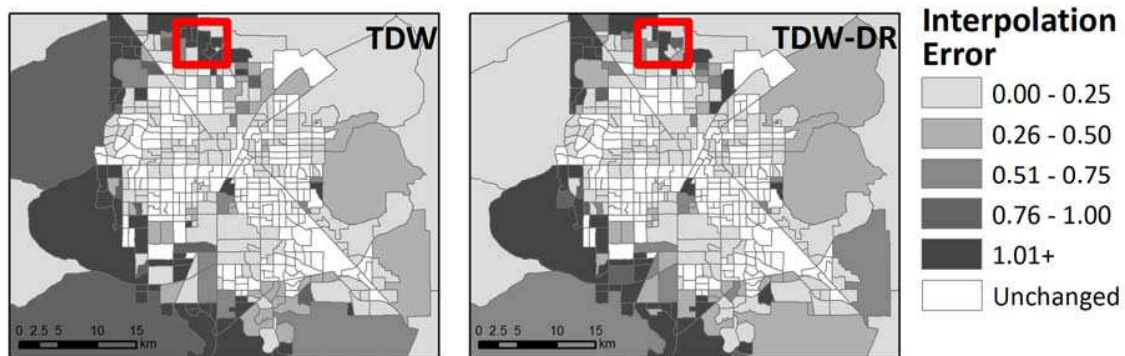 TDW
TDW-DR
Interpolation
Error
0.00 - 0.25
0.26 - 0.50
0.51 - 0.75
0.76 - 1.00
1.01+
Unchanged
0 2.5 5 10 15
km
0 2.5 5 10 15
km